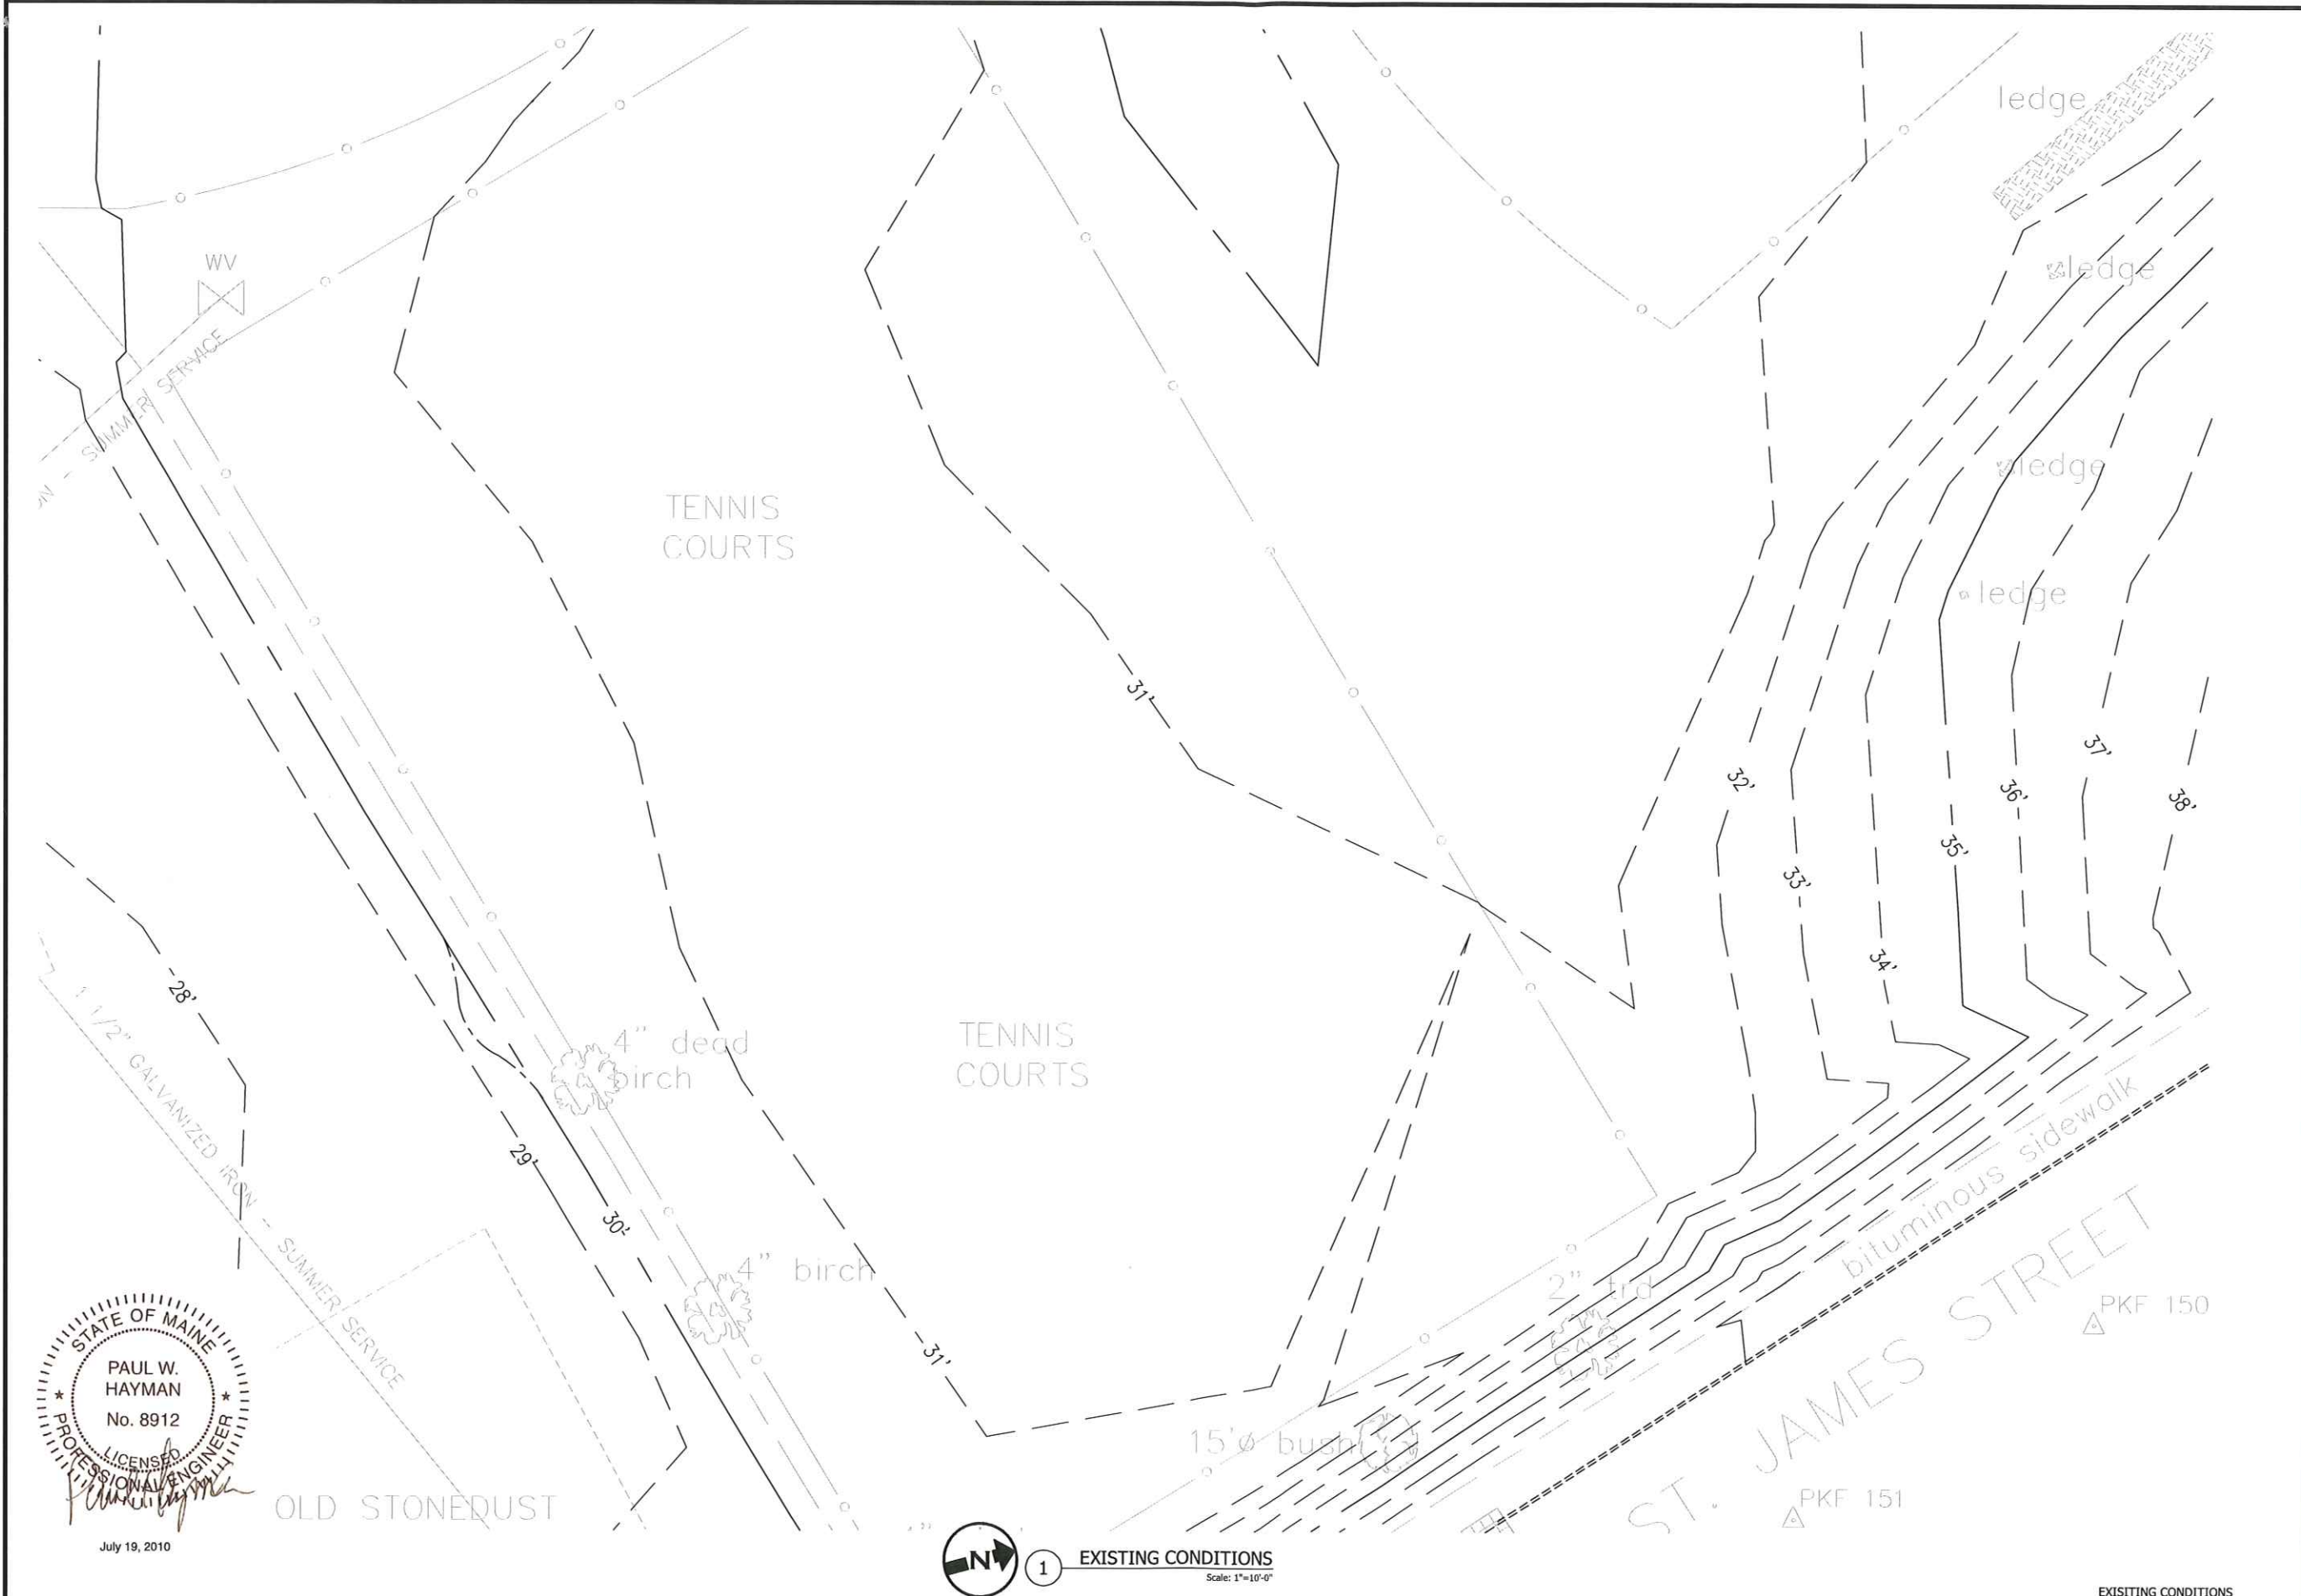 ledge
WV
ledge
SUMMER SERVICE
ledge
TENNIS
COURTS
ledge
31'
37'
32'
36'
38'
35'
33'
34'
28'
1 1/2" GALVANIZED IRON -- SUMMER SERVICE
4" dead
birch
TENNIS
COURTS
29'
30'
bituminous sidewalk
4" birch
2" trd
ST. JAMES STREET
PKF 150
31'
STATE OF MAINE
PAUL W.
HAYMAN
No. 8912
LICENSED
PROFESSIONAL ENGINEER
15'ø bush
OLD STONEDUST
PKF 151
July 19, 2010
N
1
EXISTING CONDITIONS
Scale: 1"=10'-0"
EXISITING CONDITIONS